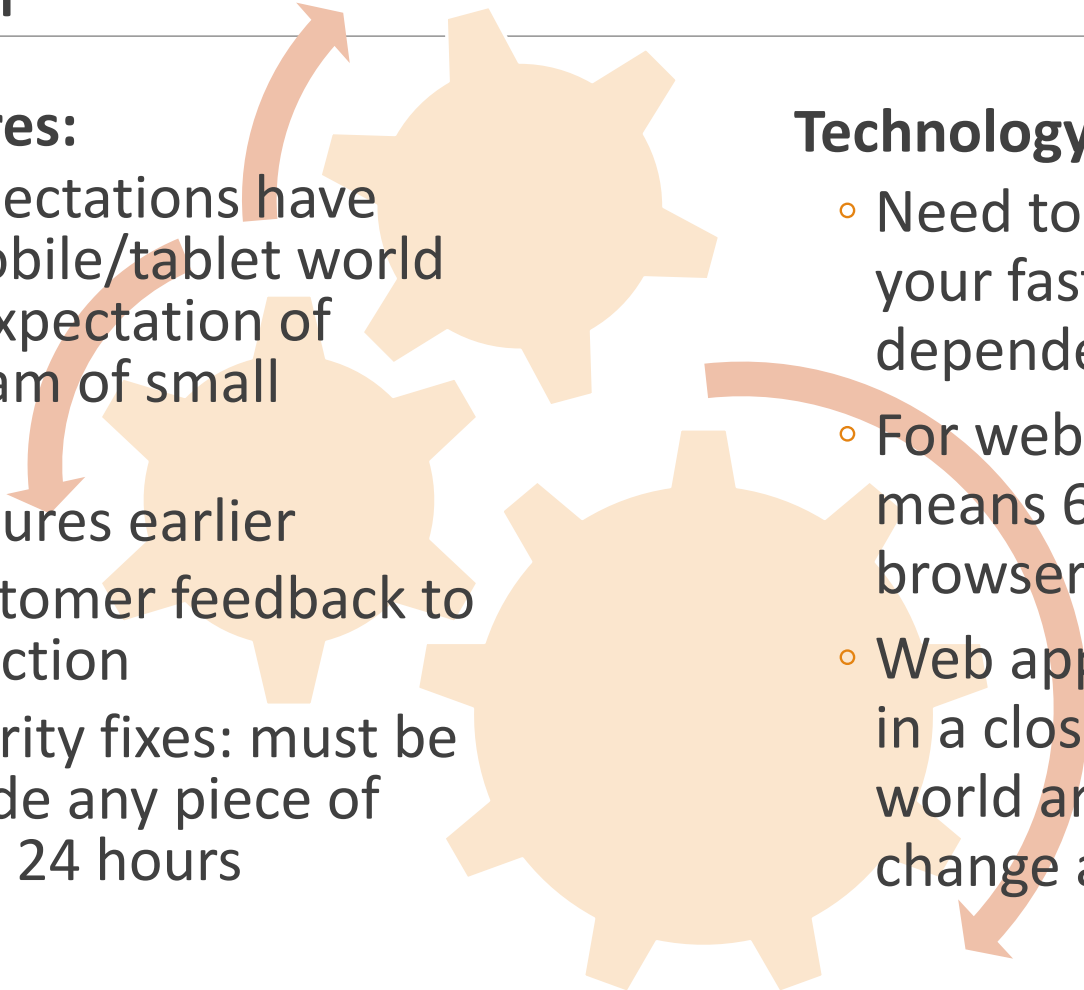 res:
ectations have
obile/tablet world
xpectation of
am of small
ures earlier
tomer feedback to
ction
rity fixes: must be
de any piece of
24 hours
Technology
Need to
your fast
depende
For web
means 6
browser
Web app
in a clos
world ar
change a